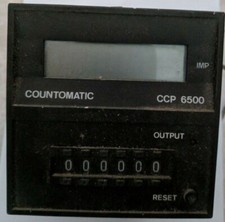 IMP
COUNTOMATIC CCP 6500
OUTPUT
000000
RESET